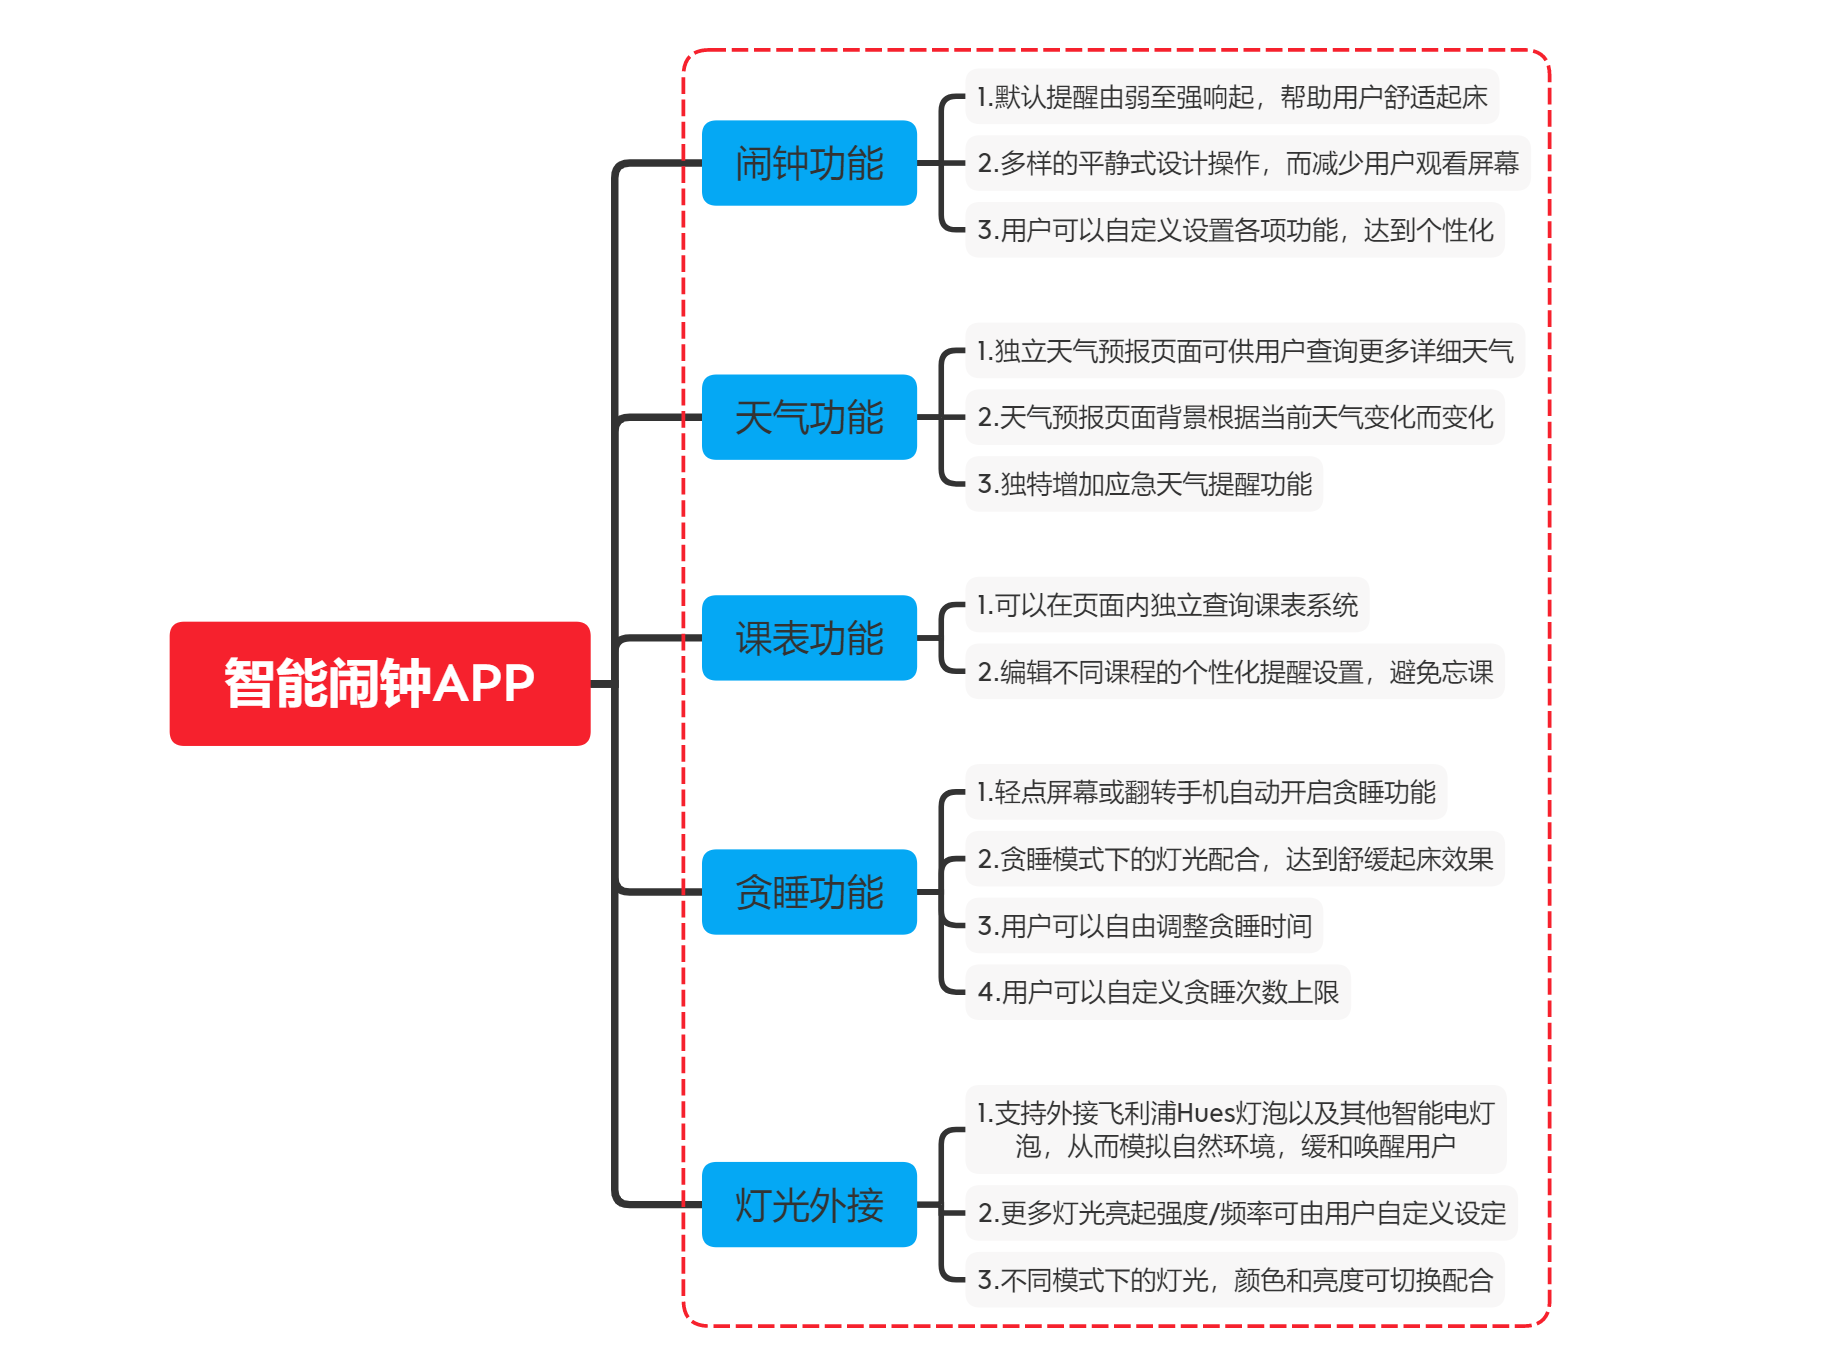 智能闹钟APP
闹钟功能
1.默认提醒由弱至强响起，帮助用户舒适起床
2.多样的平静式设计操作，而减少用户观看屏幕
3.用户可以自定义设置各项功能，达到个性化
天气功能
1.独立天气预报页面可供用户查询更多详细天气
2.天气预报页面背景根据当前天气变化而变化
3.独特增加应急天气提醒功能
课表功能
1.可以在页面内独立查询课表系统
2.编辑不同课程的个性化提醒设置，避免忘课
贪睡功能
1.轻点屏幕或翻转手机自动开启贪睡功能
2.贪睡模式下的灯光配合，达到舒缓起床效果
3.用户可以自由调整贪睡时间
4.用户可以自定义贪睡次数上限
灯光外接
1.支持外接飞利浦Hues灯泡以及其他智能电灯
泡，从而模拟自然环境，缓和唤醒用户
2.更多灯光亮起强度/频率可由用户自定义设定
3.不同模式下的灯光，颜色和亮度可切换配合